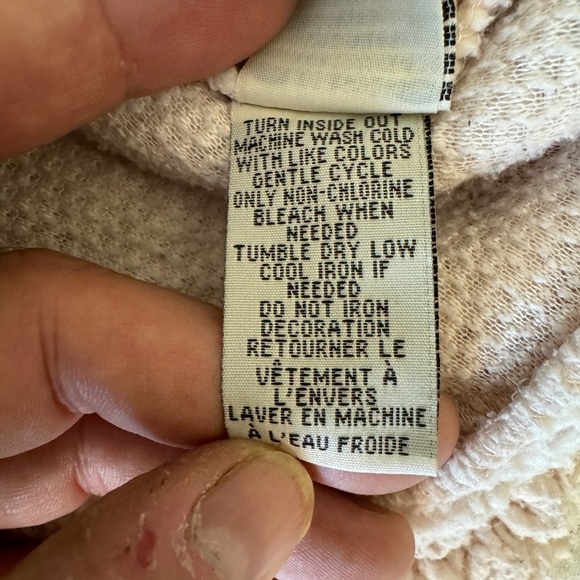 TURN INSIDE OUT
MACHINE WASH COLD
WITH LIKE COLORS
GENTLE CYCLE
ONLY NON-CHLORINE
BLEACH WHEN
NEEDED
TUMBLE DRY LOW
COOL IRON IF
NEEDED
DO NOT IRON
DECORATION
RETOURNER LE
VÊTEMENT À
L'ENVERS
LAVER EN MACHINE
À L'EAU FROIDE